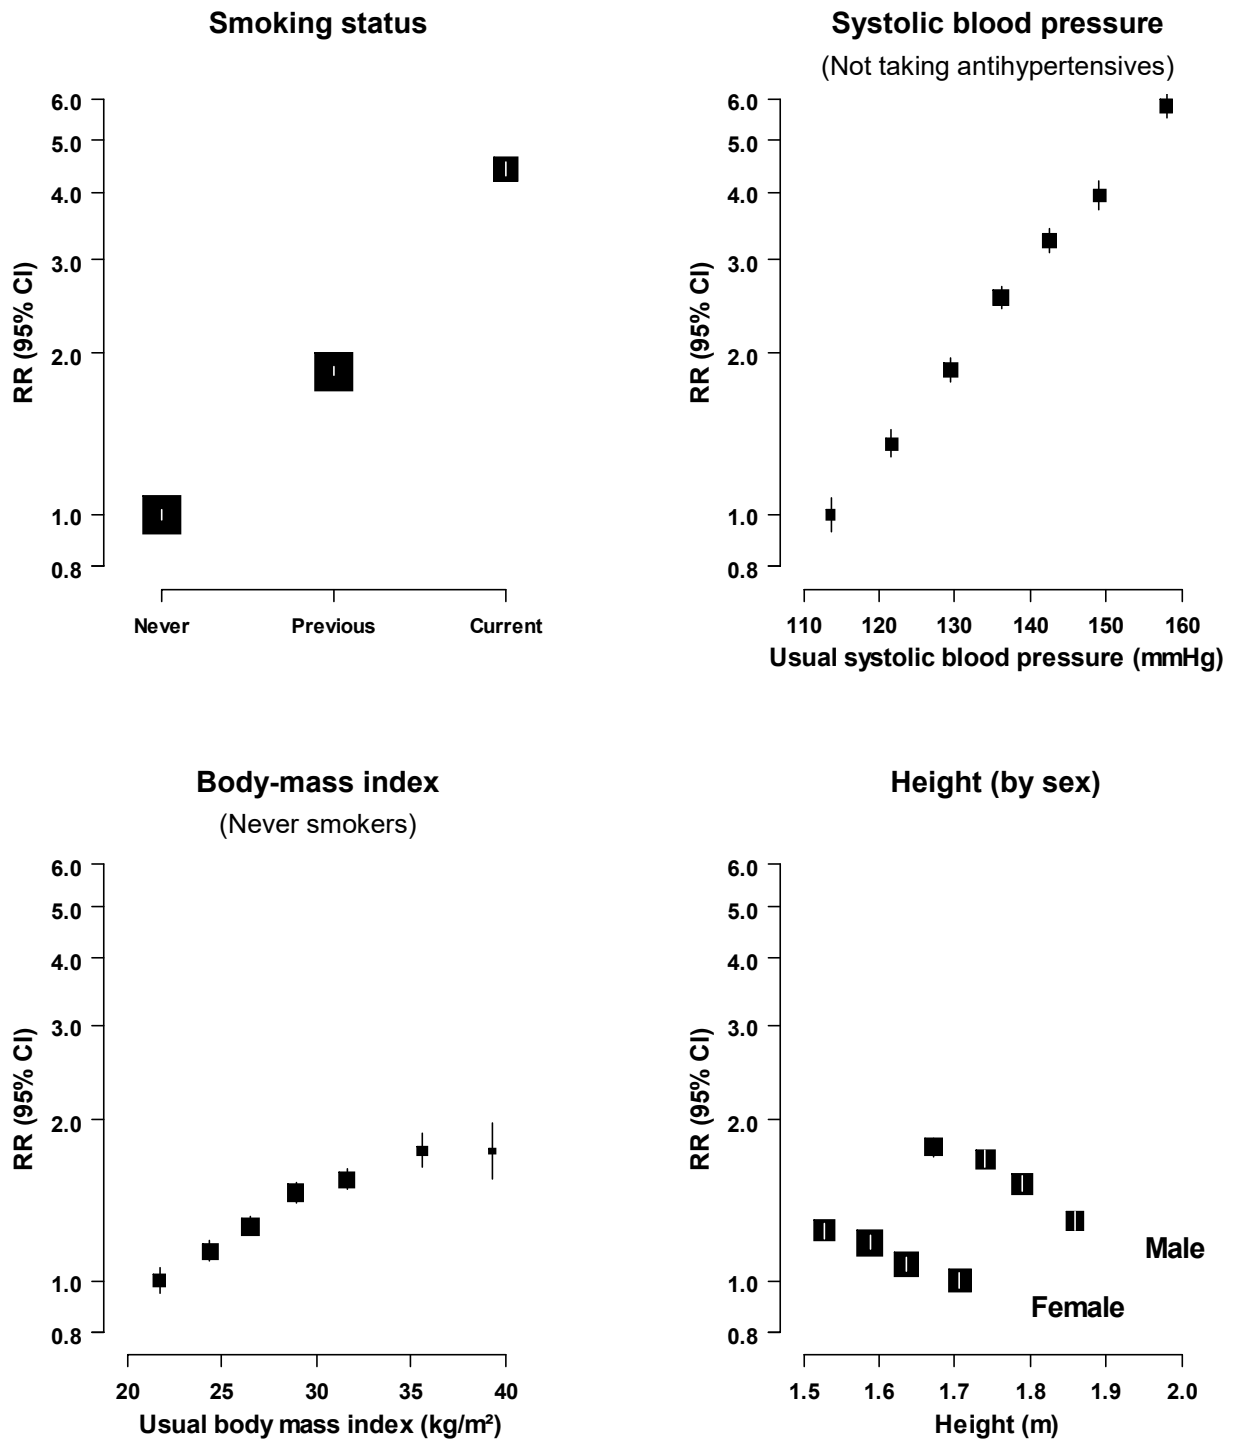 Smoking status
6.0
5.0
4.0
3.0
2.0
1.0
0.8
RR (95% CI)
Never Previous Current
Systolic blood pressure
(Not taking antihypertensives)
6.0
5.0
4.0
3.0
2.0
1.0
0.8
RR (95% CI)
110 120 130 140 150 160
Usual systolic blood pressure (mmHg)
Body-mass index
(Never smokers)
6.0
5.0
4.0
3.0
2.0
1.0
0.8
RR (95% CI)
20 25 30 35 40
Usual body mass index (kg/m²)
Height (by sex)
6.0
5.0
4.0
3.0
2.0
1.0
0.8
RR (95% CI)
Male
Female
1.5 1.6 1.7 1.8 1.9 2.0
Height (m)